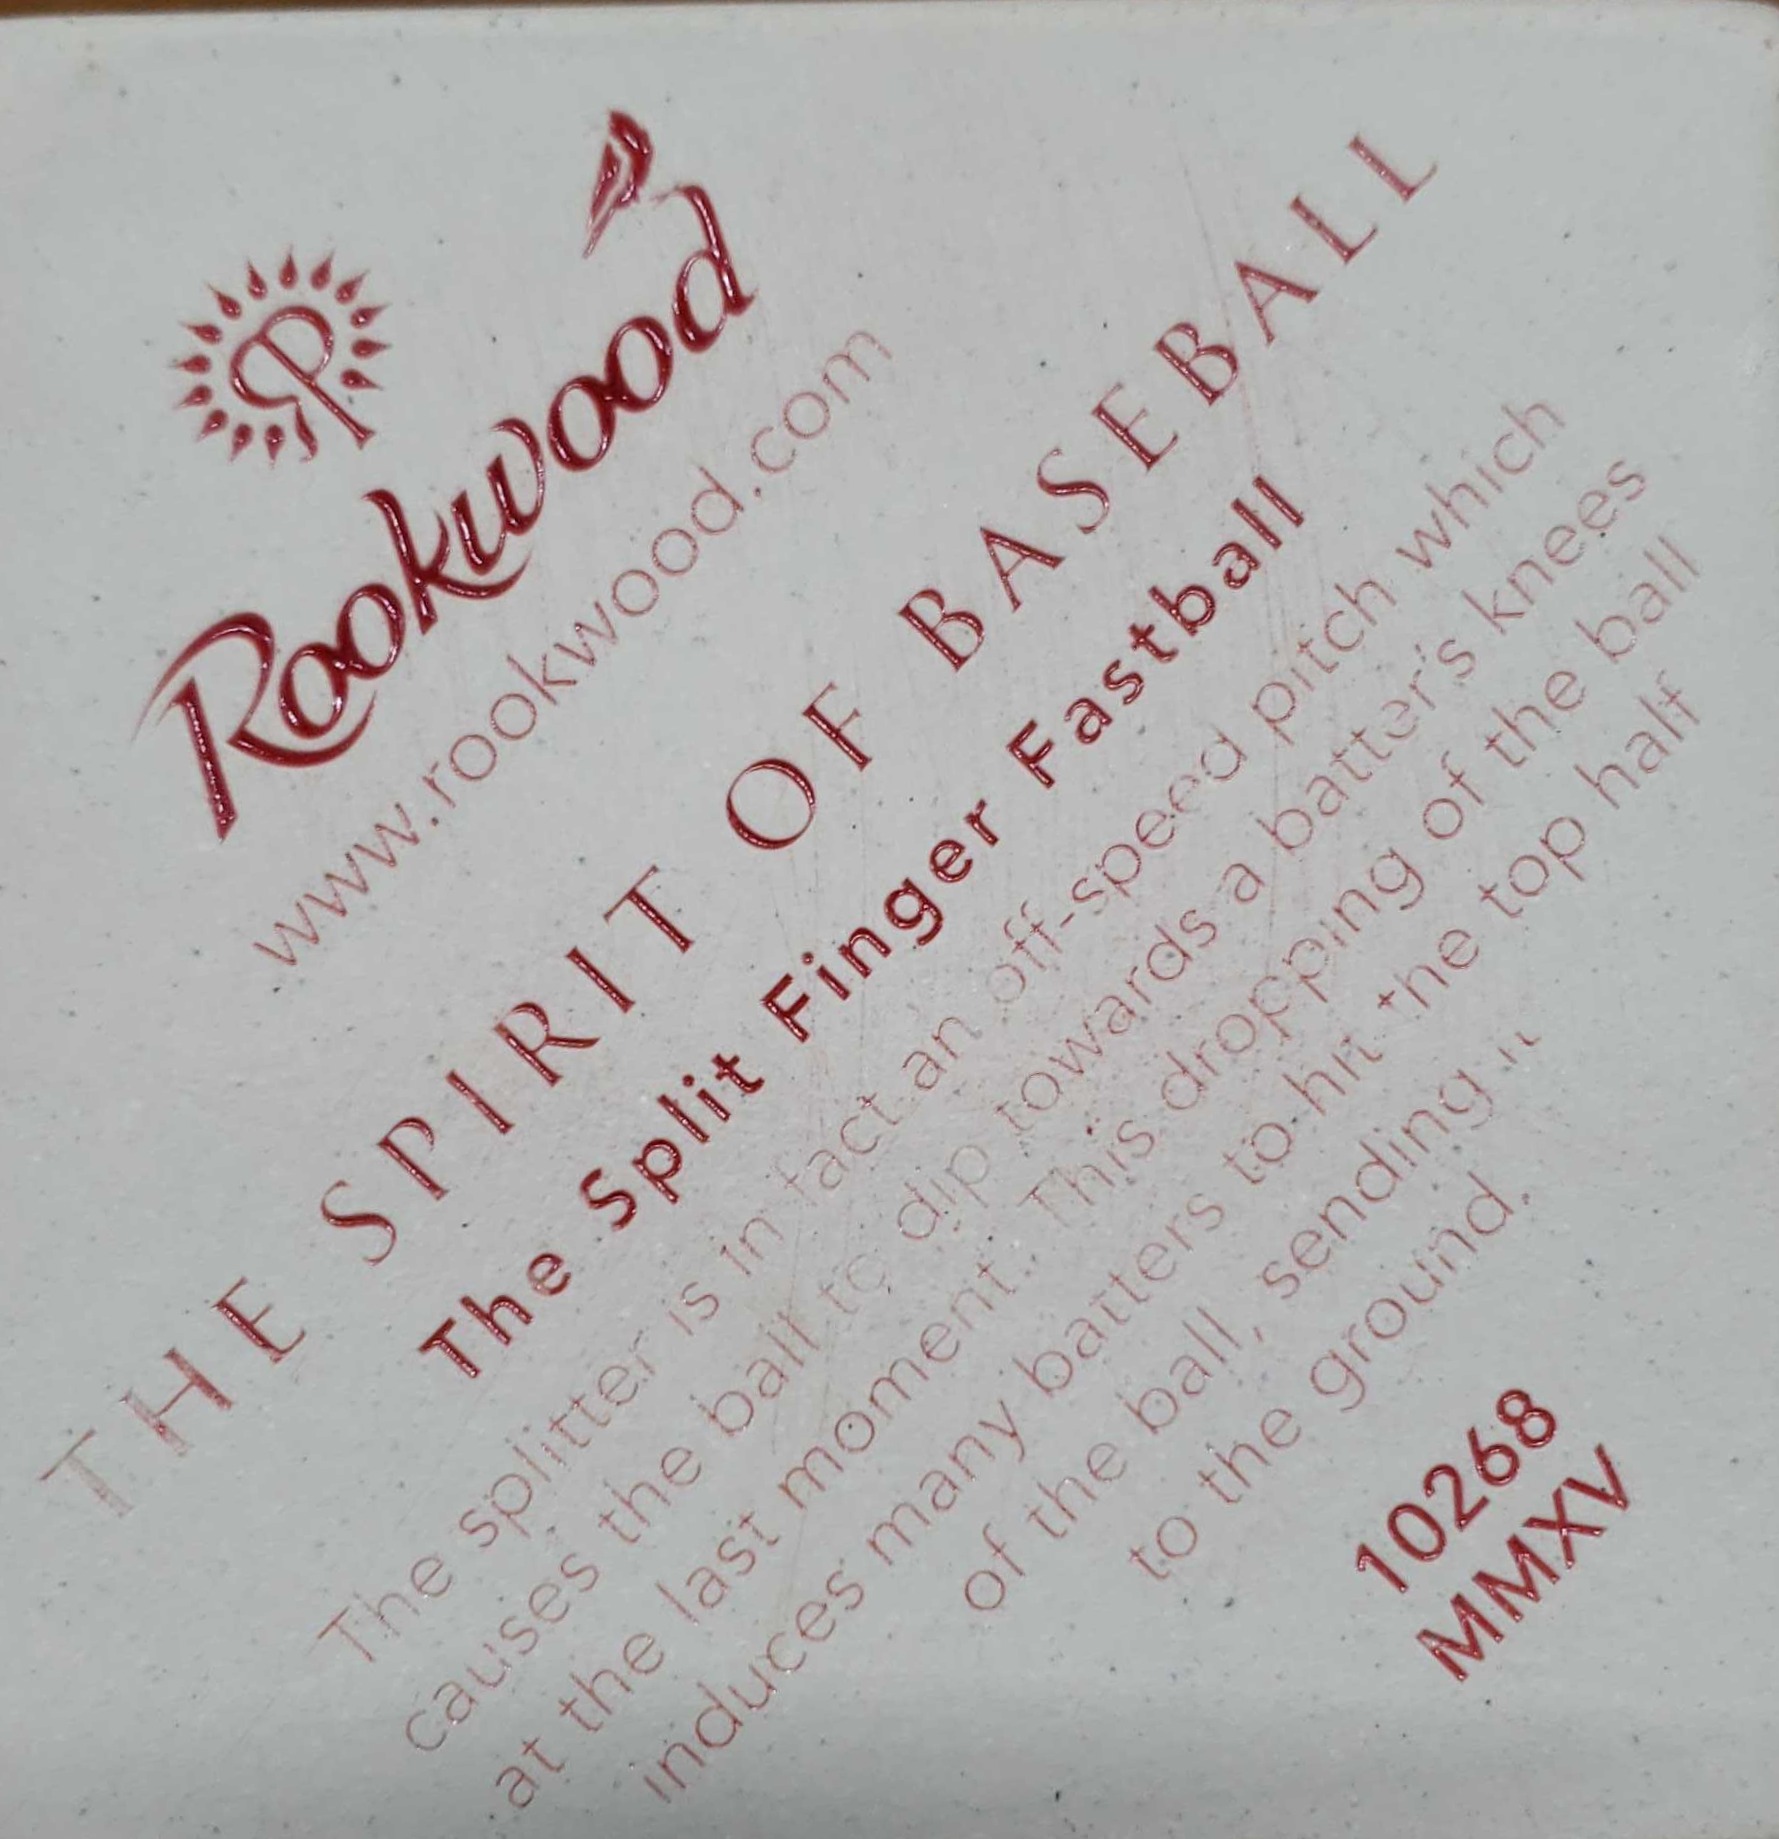 Rookwood
www.rookwood.com
THE SPIRIT OF BASEBALL
The Split Finger Fastball
The splitter is in fact an off-speed pitch which
causes the ball to dip towards a batter's knees
at the last moment. This dropping of the ball
induces many batters to hit the top half
of the ball, sending
to the ground.
10268
MMXV